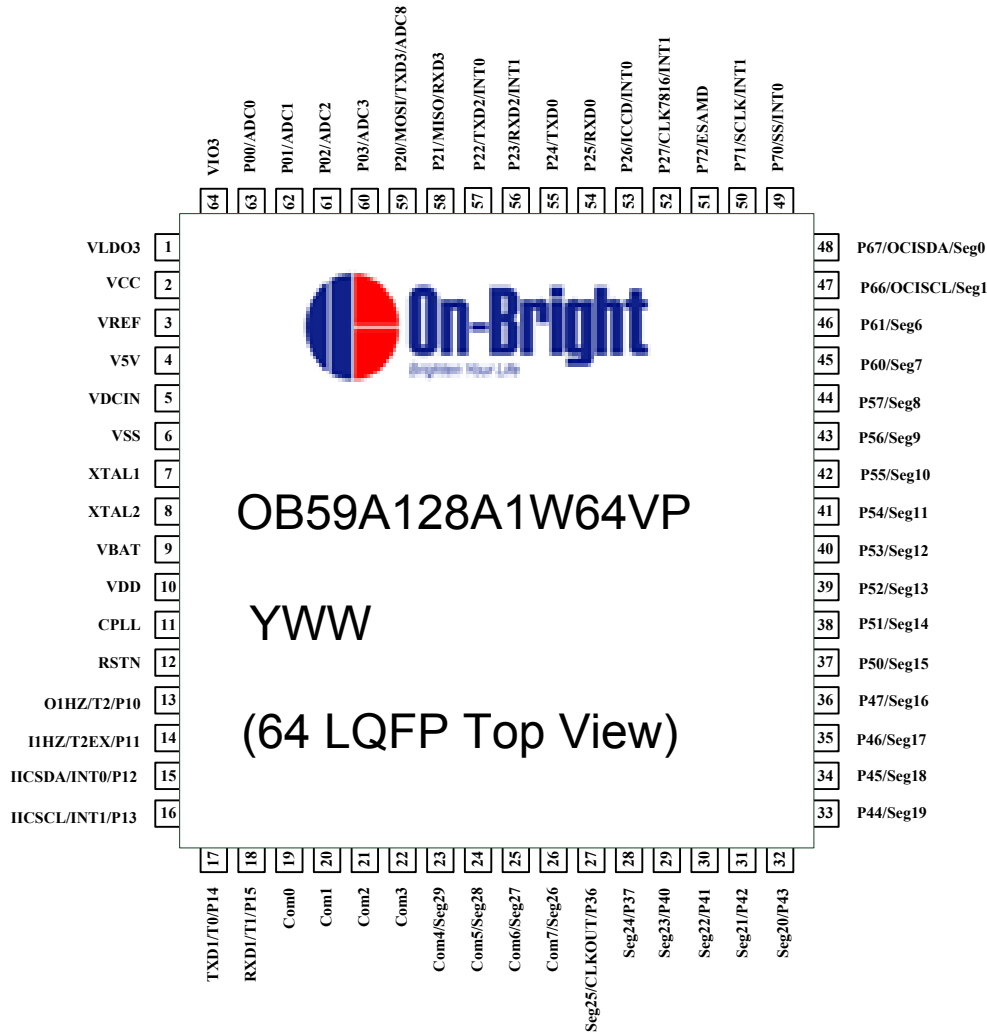 P20/MOSI/TXD3/ADC8
P21/MISO/RXD3
P22/TXD2/INT0
P23/RXD2/INT1
P26/ICCD/INT0
P27/CLK7816/INT1
P72/ESAMD
P71/SCLK/INT1
P70/SS/INT0
VIO3
P00/ADC0
P01/ADC1
P02/ADC2
P03/ADC3
P24/TXD0
P25/RXD0
64 63 62 61 60 59 58 57 56 55 54 53 52 51 50 49
VLDO3 1
VCC 2
VREF 3
V5V 4
VDCIN 5
VSS 6
XTAL1 7
XTAL2 8
VBAT 9
VDD 10
CPLL 11
RSTN 12
O1HZ/T2/P10 13
I1HZ/T2EX/P11 14
IICSDA/INT0/P12 15
IICSCL/INT1/P13 16
On-Bright
Brighten Your Life
OB59A128A1W64VP
YWW
(64 LQFP Top View)
48 P67/OCISDA/Seg0
47 P66/OCISCL/Seg1
46 P61/Seg6
45 P60/Seg7
44 P57/Seg8
43 P56/Seg9
42 P55/Seg10
41 P54/Seg11
40 P53/Seg12
39 P52/Seg13
38 P51/Seg14
37 P50/Seg15
36 P47/Seg16
35 P46/Seg17
34 P45/Seg18
33 P44/Seg19
17 18 19 20 21 22 23 24 25 26 27 28 29 30 31 32
TXD1/T0/P14
RXD1/T1/P15
Com0
Com1
Com2
Com3
Com4/Seg29
Com5/Seg28
Com6/Seg27
Com7/Seg26
Seg25/CLKOUT/P36
Seg24/P37
Seg23/P40
Seg22/P41
Seg21/P42
Seg20/P43